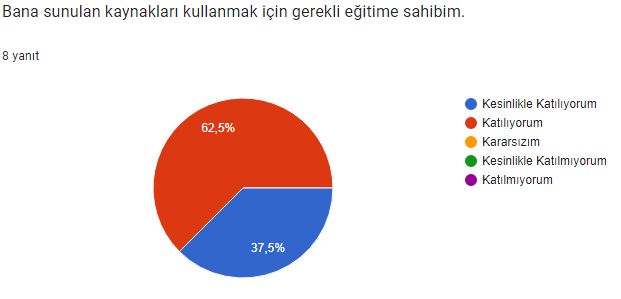 Bana sunulan kaynakları kullanmak için gerekli eğitime sahibim.
8 yanıt
62,5%
37,5%
Kesinlikle Katılıyorum
Katılıyorum
Kararsızım
Kesinlikle Katılmıyorum
Katılmıyorum